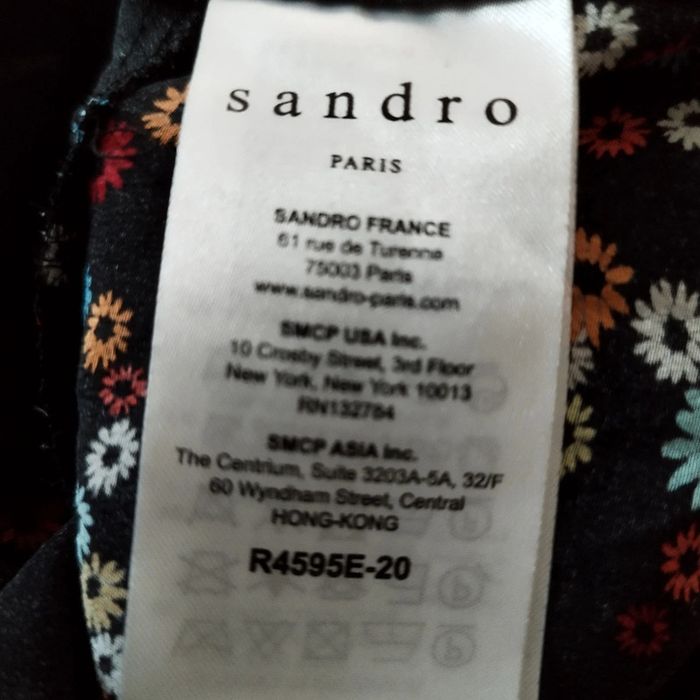 sandro
PARIS
SANDRO FRANCE
61 rue de Turenne
75003 Paris
www.sandro-paris.com
SMCP USA Inc.
10 Crosby Street, 3rd Floor
New York, New York 10013
RN132784
SMCP ASIA Inc.
The Centrium, Suite 3203A-5A, 32/F
60 Wyndham Street, Central
HONG-KONG
R4595E-20